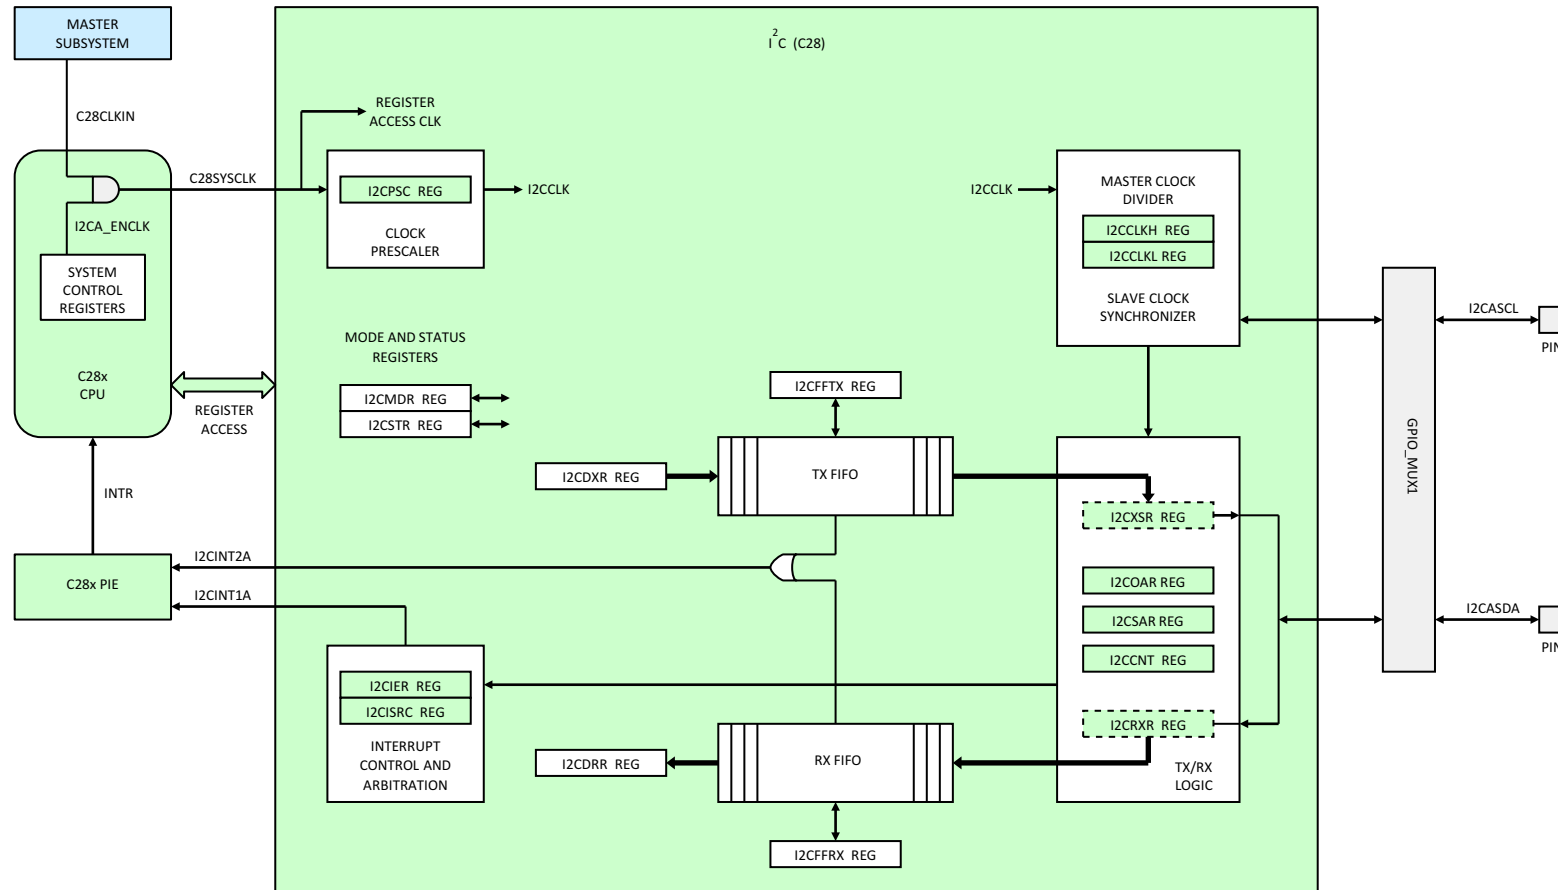 MASTER
SUBSYSTEM
I2C (C28)
C28CLKIN
REGISTER
ACCESS CLK
C28SYSCLK
I2CPSC REG
I2CCLK
CLOCK
PRESCALER
I2CA_ENCLK
SYSTEM
CONTROL
REGISTERS
C28x
CPU
REGISTER
ACCESS
MODE AND STATUS
REGISTERS
I2CMDR REG
I2CSTR REG
I2CCLK
MASTER CLOCK
DIVIDER
I2CCLKH REG
I2CCLKL REG
SLAVE CLOCK
SYNCHRONIZER
I2CASCL
PIN
GPIO_MUX1
I2CFFTX REG
I2CDXR REG
TX FIFO
I2CXSR REG
INTR
I2CINT2A
C28x PIE
I2CINT1A
I2COAR REG
I2CSAR REG
I2CCNT REG
I2CASDA
PIN
I2CIER REG
I2CISRC REG
INTERRUPT
CONTROL AND
ARBITRATION
I2CRXR REG
I2CDRR REG
RX FIFO
TX/RX
LOGIC
I2CFFRX REG